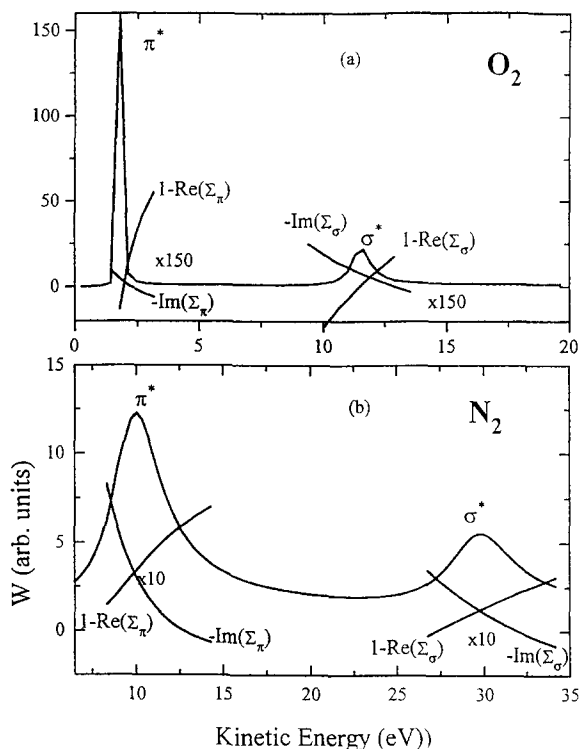 150
π*
(a)
O₂
100
1-Re(Σπ)
-Im(Σσ)
50
σ*
1-Re(Σσ)
x150
x150
0
-Im(Σπ)
0 5 10 15 20
15
π*
(b)
N₂
10
σ*
W (arb. units)
5
x10
1-Re(Σπ)
-Im(Σπ)
1-Re(Σσ)
x10
-Im(Σσ)
0
10 15 20 25 30 35
Kinetic Energy (eV))